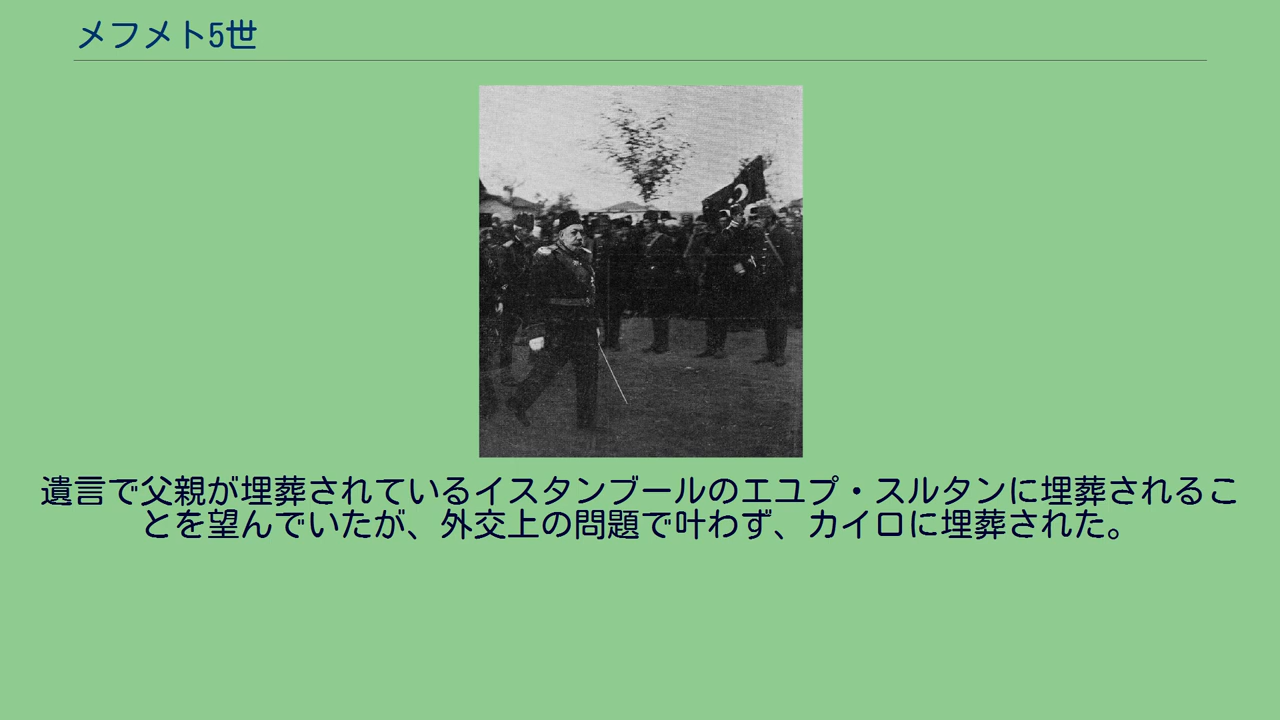 メフメト5世
遺言で父親が埋葬されているイスタンブールのエユプ・スルタンに埋葬されるこ
とを望んでいたが、外交上の問題で叶わず、カイロに埋葬された。